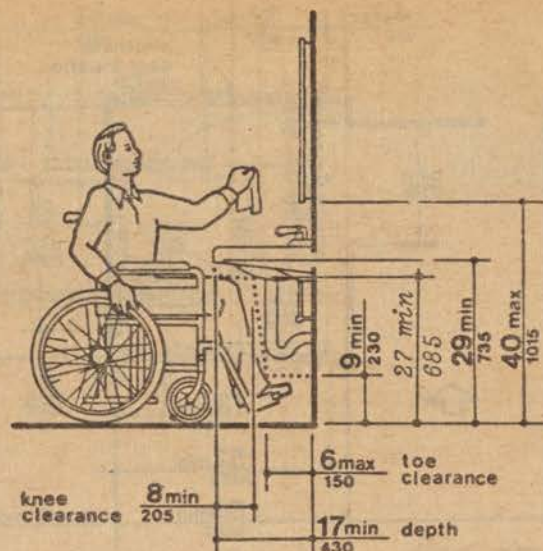 9 min
230
27 min
685
29 min
735
40 max
1015
6 max
150
toe
clearance
knee
clearance
8 min
205
17 min
430
depth